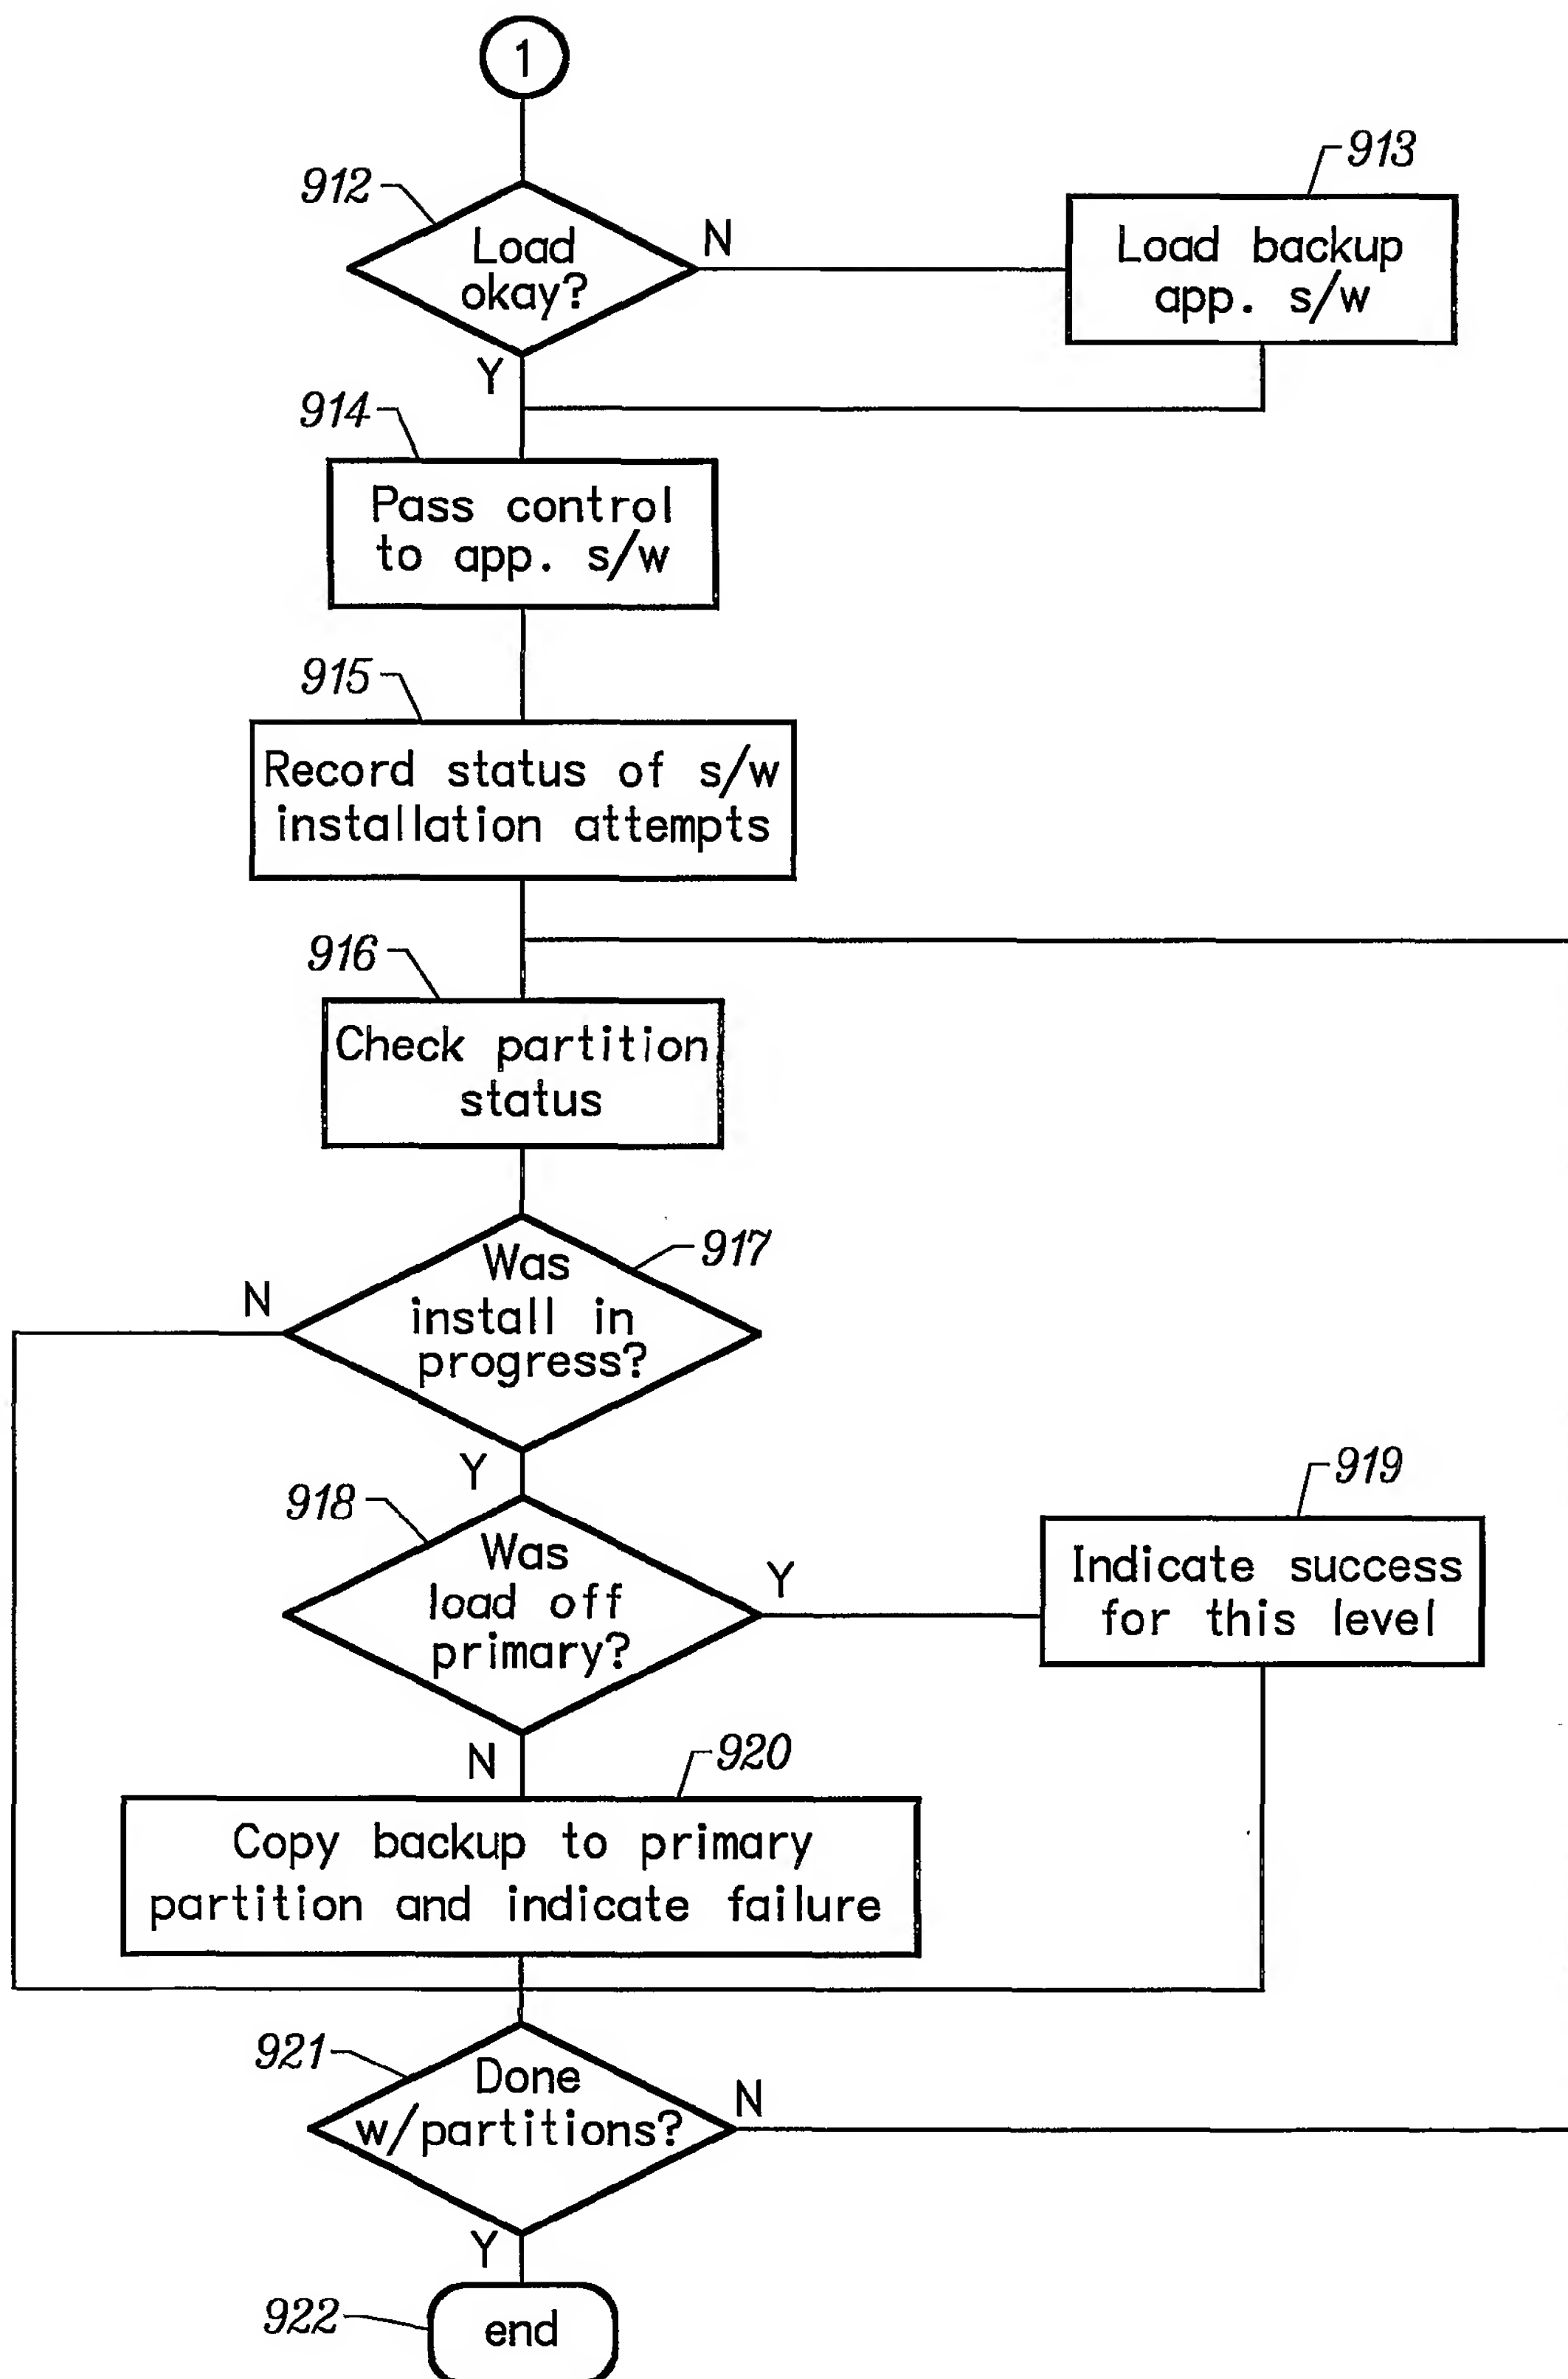 1
912
Load
okay?
N
913
Load backup
app. s/w
Y
914
Pass control
to app. s/w
915
Record status of s/w
installation attempts
916
Check partition
status
917
Was
install in
progress?
N
Y
918
Was
load off
primary?
Y
919
Indicate success
for this level
N
920
Copy backup to primary
partition and indicate failure
921
Done
w/partitions?
N
Y
922
end